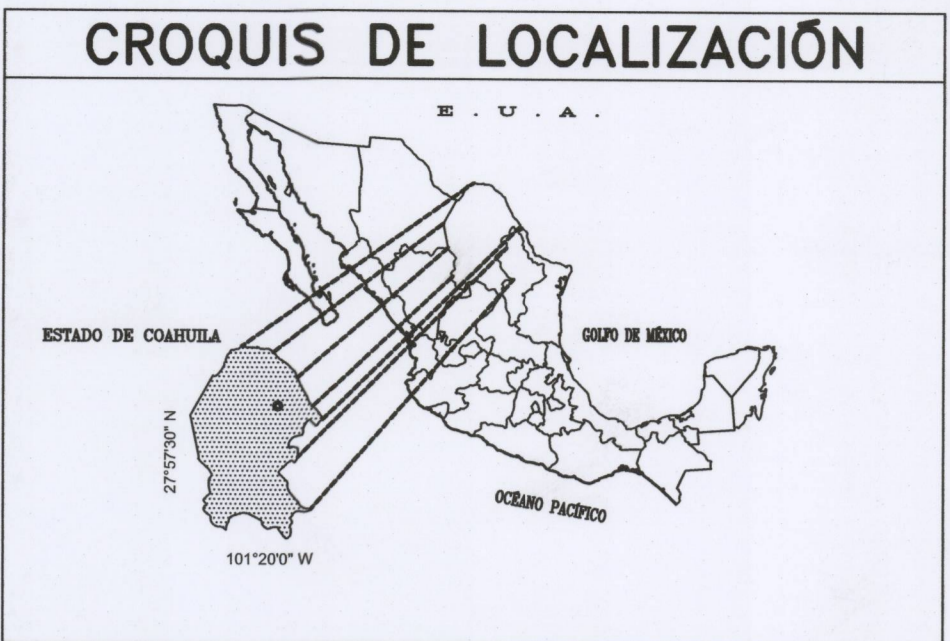 CROQUIS DE LOCALIZACIÓN
E . U . A .
ESTADO DE COAHUILA
GOLFO DE MÉXICO
27°57'30" N
OCÉANO PACÍFICO
101°20'0" W